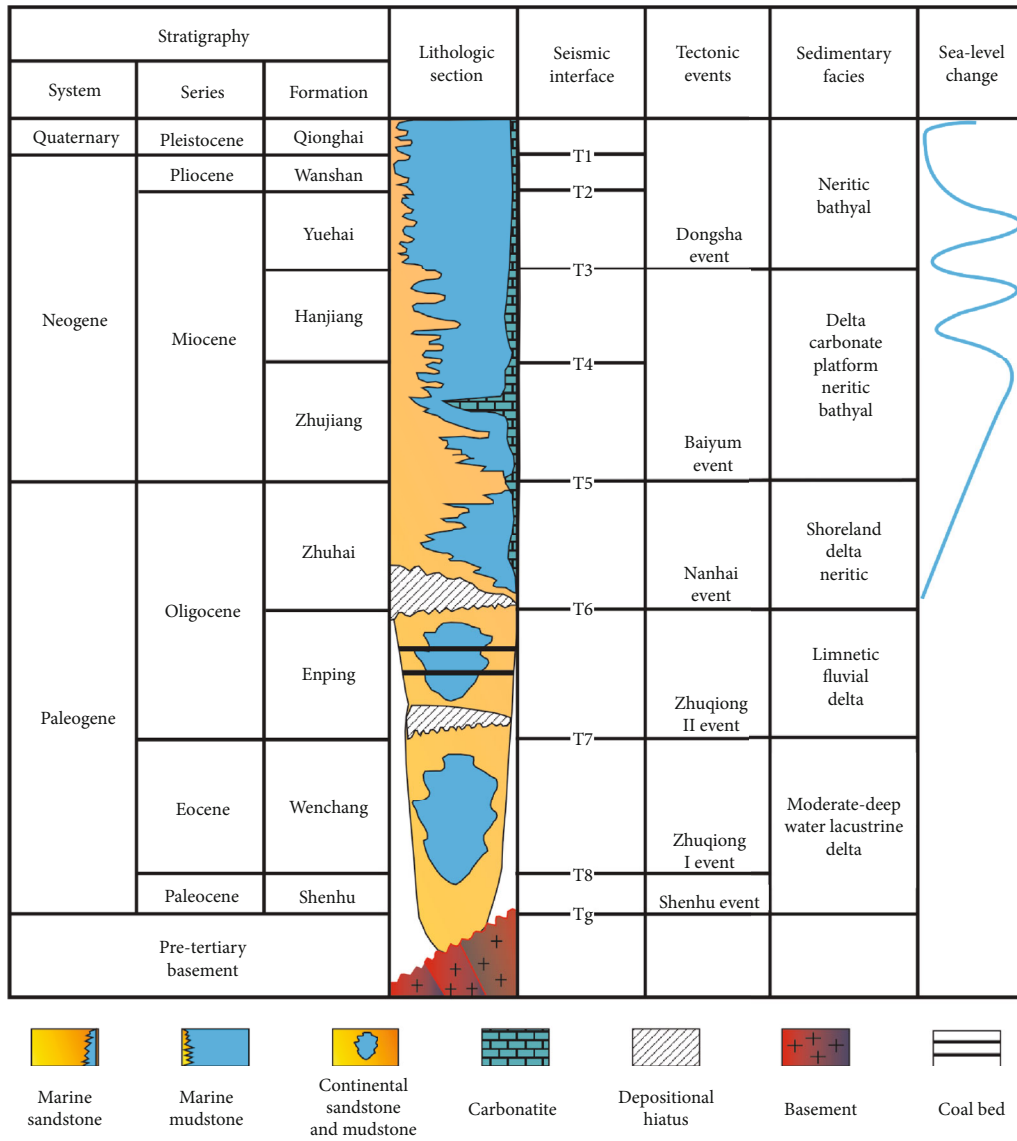 Stratigraphy
Lithologic
section
Seismic
interface
Tectonic
events
Sedimentary
facies
Sea-level
change
System
Series
Formation
Quaternary
Pleistocene
Qionghai
T1
Pliocene
Wanshan
T2
Neritic
bathyal
Yuehai
Dongsha
event
T3
Neogene
Miocene
Hanjiang
Delta
carbonate
platform
neritic
bathyal
T4
Zhujiang
Baiyum
event
T5
Zhuhai
Shoreland
delta
neritic
Nanhai
event
Oligocene
T6
Enping
Limnetic
fluvial
delta
Paleogene
Zhuqiong
II event
T7
Eocene
Wenchang
Moderate-deep
water lacustrine
delta
Zhuqiong
I event
T8
Paleocene
Shenhu
Shenhu event
Tg
Pre-tertiary
basement
Marine
sandstone
Marine
mudstone
Continental
sandstone
and mudstone
Carbonatite
Depositional
hiatus
Basement
Coal bed